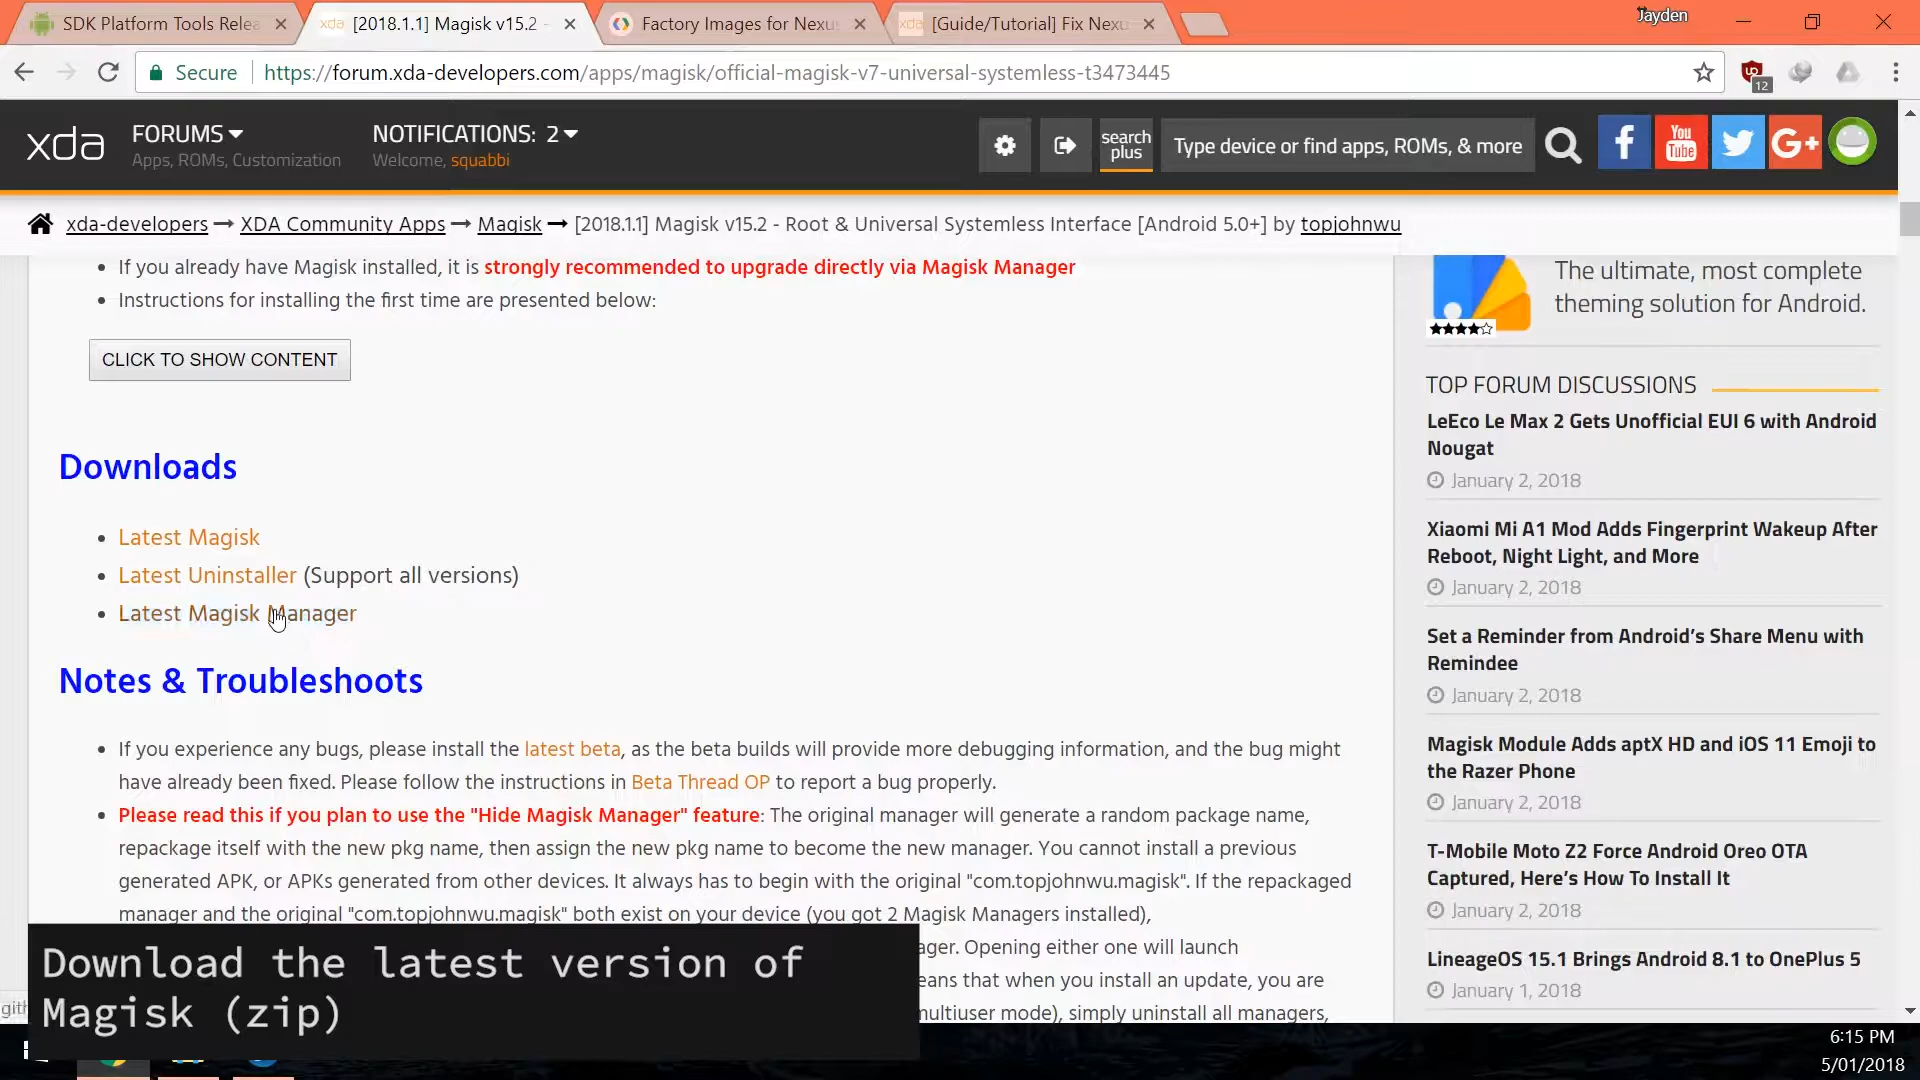 SDK Platform Tools Relea
[2018.1.1] Magisk v15.2 -
Factory Images for Nexus
[Guide/Tutorial] Fix Nexu
Jayden
Secure
https://forum.xda-developers.com/apps/magisk/official-magisk-v7-universal-systemless-t3473445
12
xda
FORUMS
Apps, ROMs, Customization
NOTIFICATIONS: 2
Welcome, squabbi
search
plus
Type device or find apps, ROMs, & more
You
Tube
G+
xda-developers → XDA Community Apps → Magisk → [2018.1.1] Magisk v15.2 - Root & Universal Systemless Interface [Android 5.0+] by topjohnwu
• If you already have Magisk installed, it is strongly recommended to upgrade directly via Magisk Manager
• Instructions for installing the first time are presented below:
CLICK TO SHOW CONTENT
Downloads
• Latest Magisk
• Latest Uninstaller (Support all versions)
• Latest Magisk Manager
Notes & Troubleshoots
• If you experience any bugs, please install the latest beta, as the beta builds will provide more debugging information, and the bug might
have already been fixed. Please follow the instructions in Beta Thread OP to report a bug properly.
• Please read this if you plan to use the "Hide Magisk Manager" feature: The original manager will generate a random package name,
repackage itself with the new pkg name, then assign the new pkg name to become the new manager. You cannot install a previous
generated APK, or APKs generated from other devices. It always has to begin with the original "com.topjohnwu.magisk". If the repackaged
manager and the original "com.topjohnwu.magisk" both exist on your device (you got 2 Magisk Managers installed),
ager. Opening either one will launch
eans that when you install an update, you are
multiuser mode), simply uninstall all managers,
The ultimate, most complete
theming solution for Android.
TOP FORUM DISCUSSIONS
LeEco Le Max 2 Gets Unofficial EUI 6 with Android
Nougat
January 2, 2018
Xiaomi Mi A1 Mod Adds Fingerprint Wakeup After
Reboot, Night Light, and More
January 2, 2018
Set a Reminder from Android's Share Menu with
Remindee
January 2, 2018
Magisk Module Adds aptX HD and iOS 11 Emoji to
the Razer Phone
January 2, 2018
T-Mobile Moto Z2 Force Android Oreo OTA
Captured, Here's How To Install It
January 2, 2018
LineageOS 15.1 Brings Android 8.1 to OnePlus 5
January 1, 2018
Download the latest version of
Magisk (zip)
6:15 PM
5/01/2018